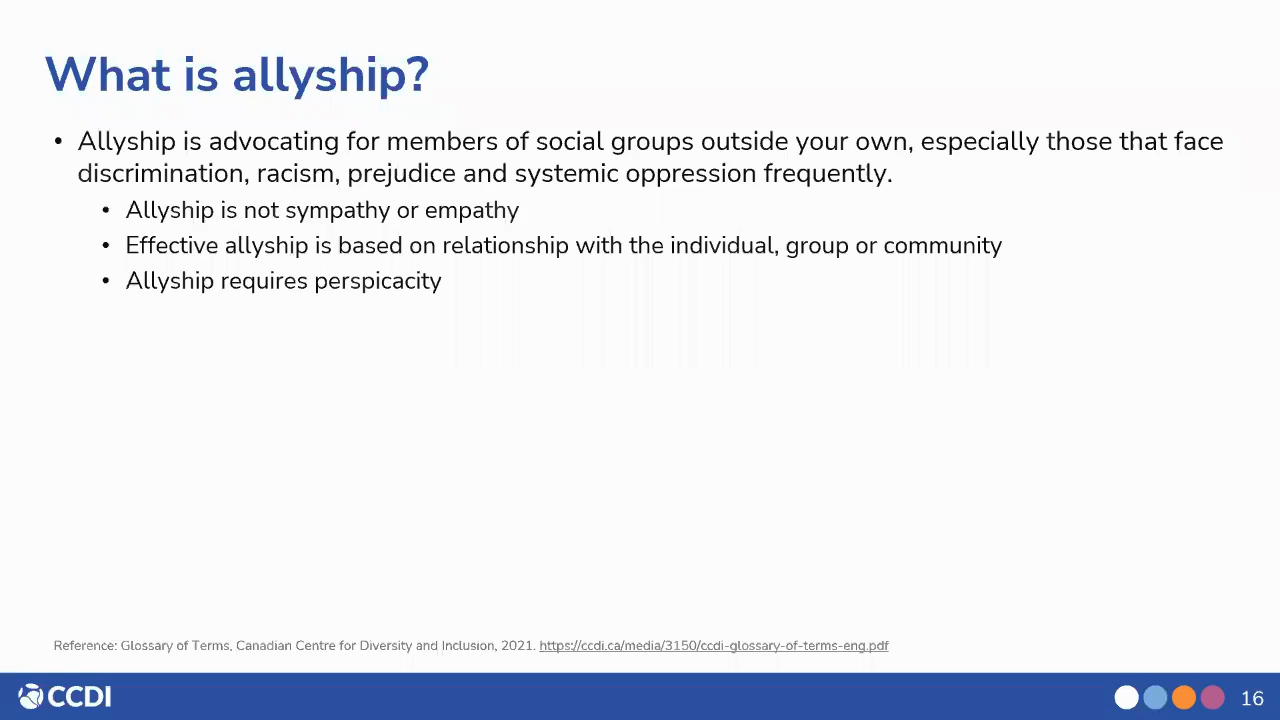 What is allyship?
• Allyship is advocating for members of social groups outside your own, especially those that face
discrimination, racism, prejudice and systemic oppression frequently.
• Allyship is not sympathy or empathy
• Effective allyship is based on relationship with the individual, group or community
• Allyship requires perspicacity
Reference: Glossary of Terms, Canadian Centre for Diversity and Inclusion, 2021. https://ccdi.ca/media/3150/ccdi-glossary-of-terms-eng.pdf
CCDI
16